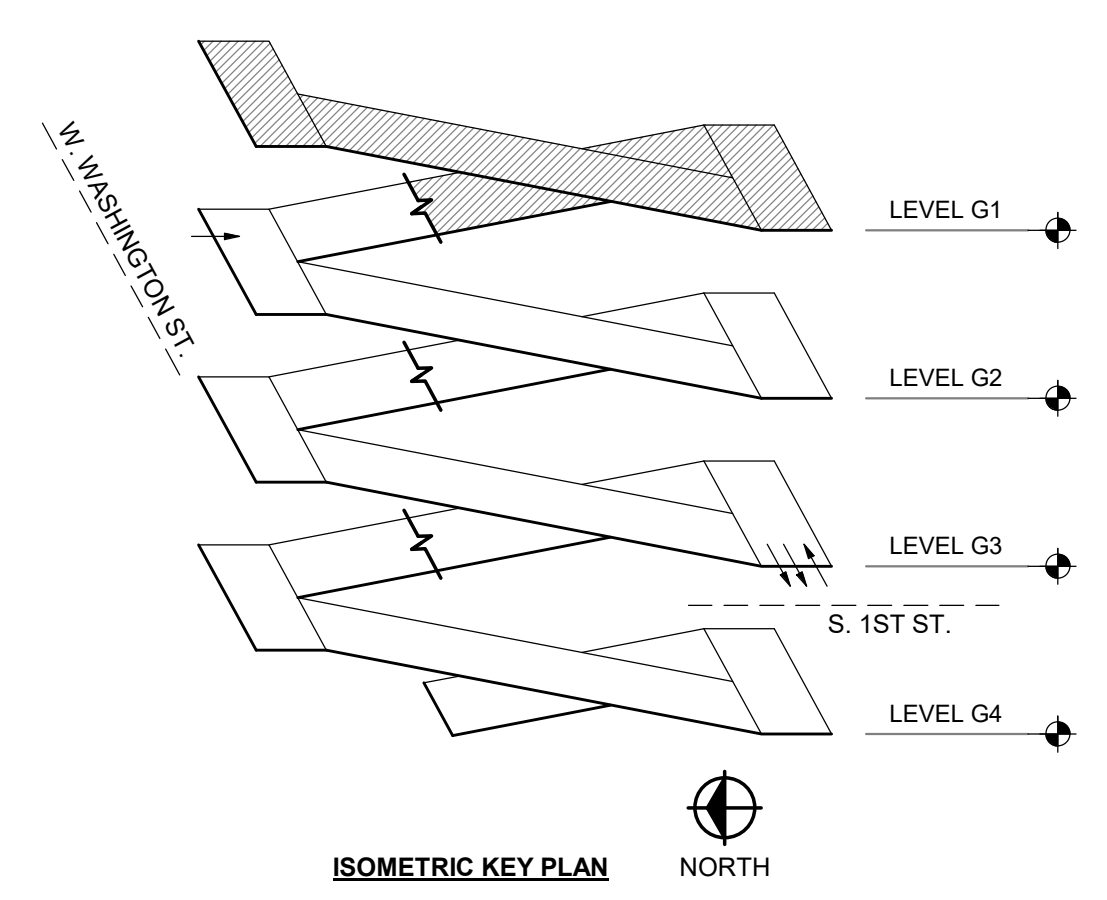 W. WASHINGTON ST.
LEVEL G1
LEVEL G2
LEVEL G3
S. 1ST ST.
LEVEL G4
ISOMETRIC KEY PLAN
NORTH